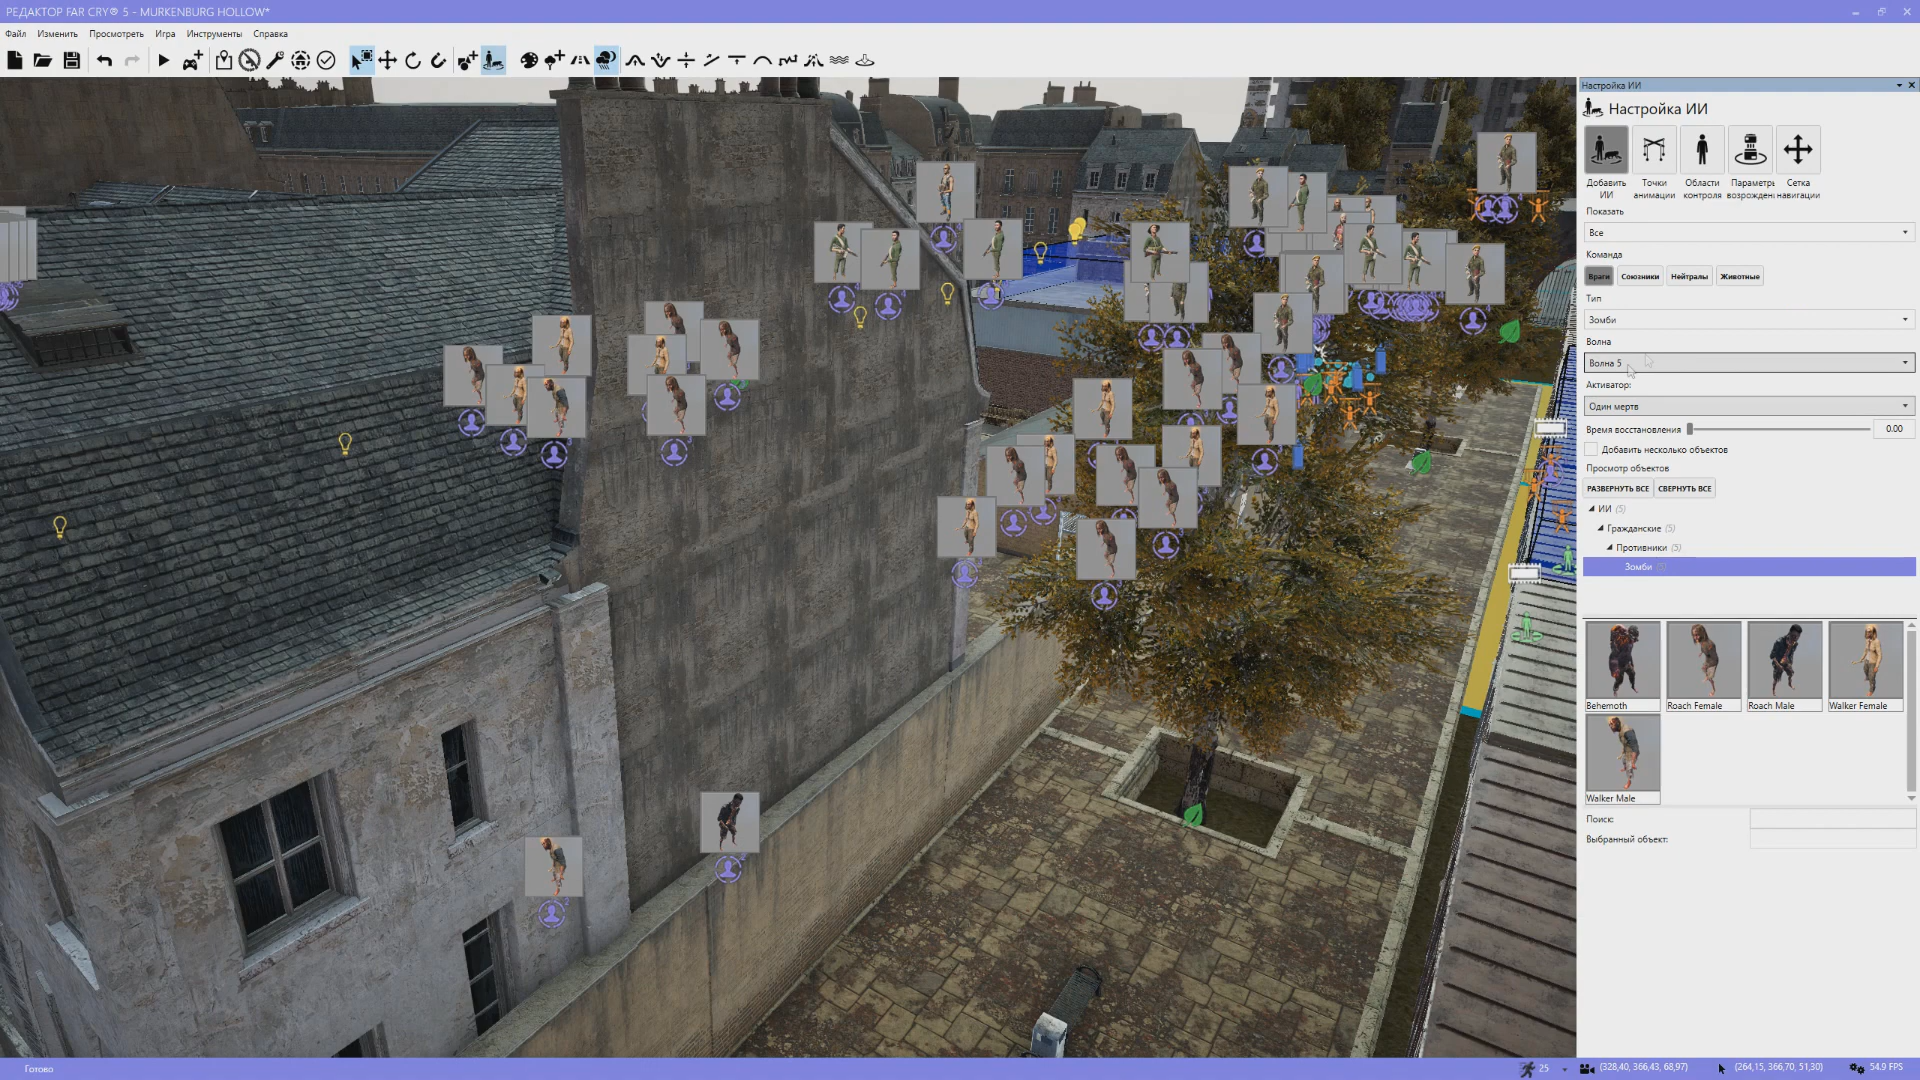 РЕДАКТОР FAR CRY® 5 - MURKENBURG HOLLOW*
Файл Изменить Просмотреть Игра Инструменты Справка
Настройка ИИ
Настройка ИИ
Добавить ИИ
Точки анимации
Области контроля
Параметры возрожден
Сетка навигации
Показать
Все
Команда
Враги Союзники Нейтралы Животные
Тип
Зомби
Волна
Волна 5
Активатор:
Один мертв
Время восстановления 0.00
Добавить несколько объектов
Просмотр объектов
РАЗВЕРНУТЬ ВСЕ СВЕРНУТЬ ВСЕ
ИИ (5)
Гражданские (5)
Противники (5)
Зомби (5)
Behemoth Roach Female Roach Male Walker Female
Walker Male
Поиск:
Выбранный объект:
Готово 25 (328,40, 366,43, 68,97) (264,15, 366,70, 51,30) 54.9 FPS